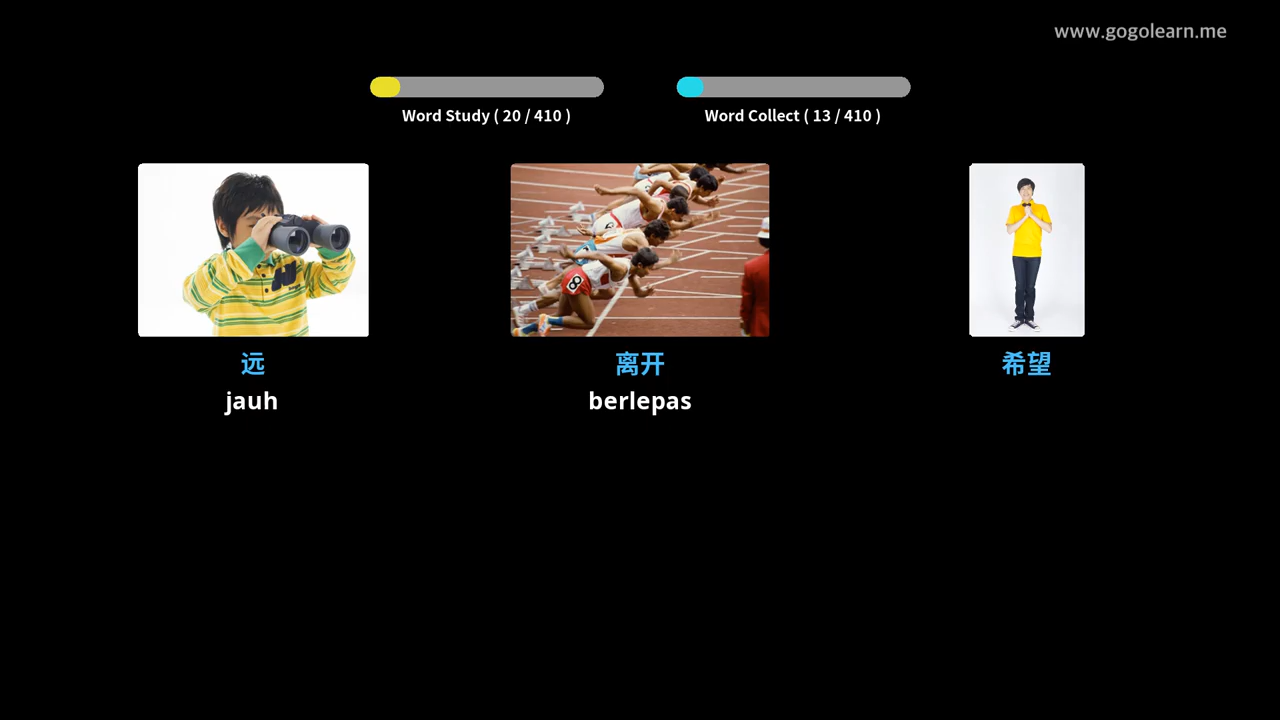 www.gogolearn.me
Word Study ( 20 / 410 )
Word Collect ( 13 / 410 )
远
离开
希望
jauh
berlepas